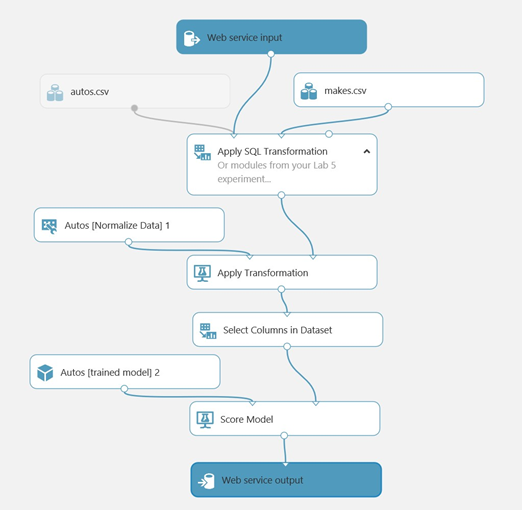 Web service input
autos.csv
makes.csv
Apply SQL Transformation
Or modules from your Lab 5
experiment...
Autos [Normalize Data] 1
Apply Transformation
Select Columns in Dataset
Autos [trained model] 2
Score Model
Web service output